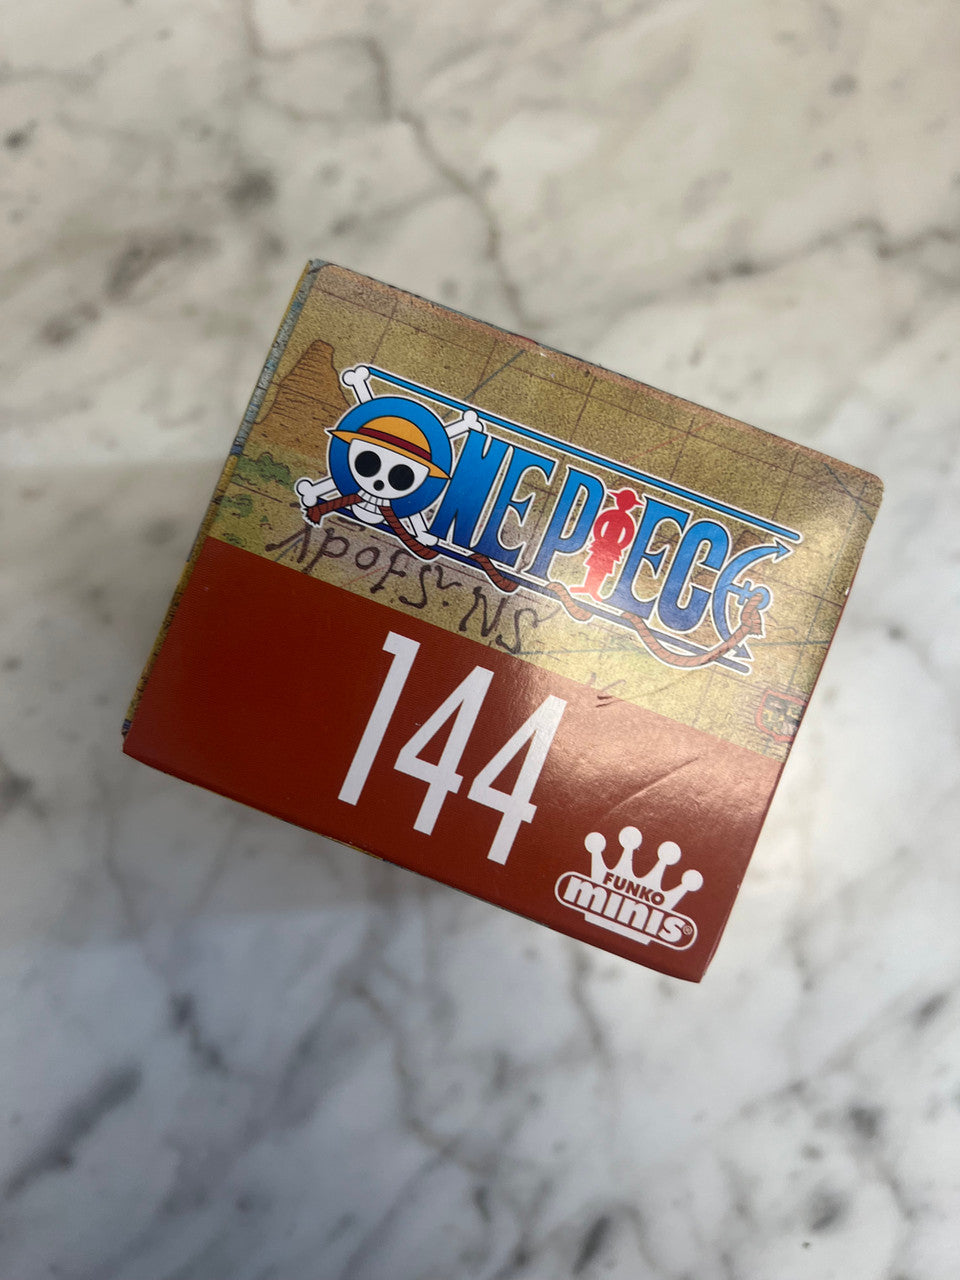 ONE PIECE
144
FUNKO
minis®